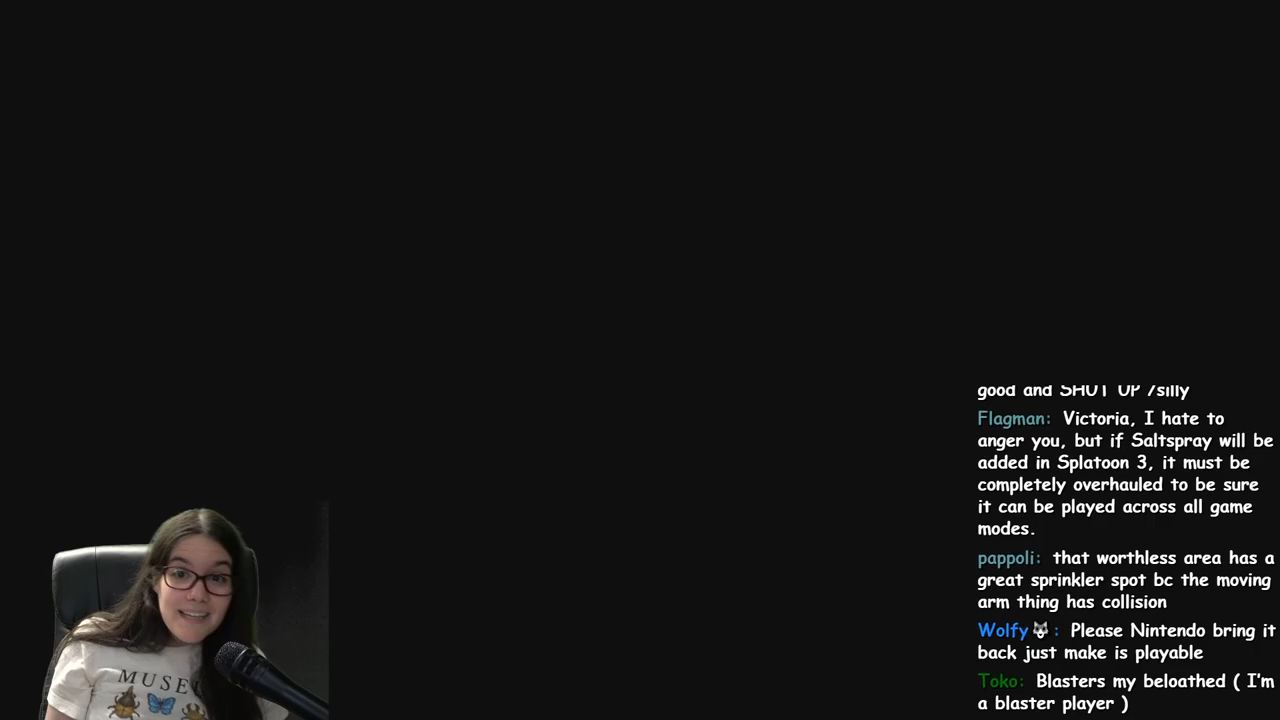 good and SHUT UP /silly
Flagman: Victoria, I hate to
anger you, but if Saltspray will be
added in Splatoon 3, it must be
completely overhauled to be sure
it can be played across all game
modes.
pappoli: that worthless area has a
great sprinkler spot bc the moving
arm thing has collision
Wolfy🐺: Please Nintendo bring it
back just make is playable
Toko: Blasters my beloathed ( I'm
a blaster player )